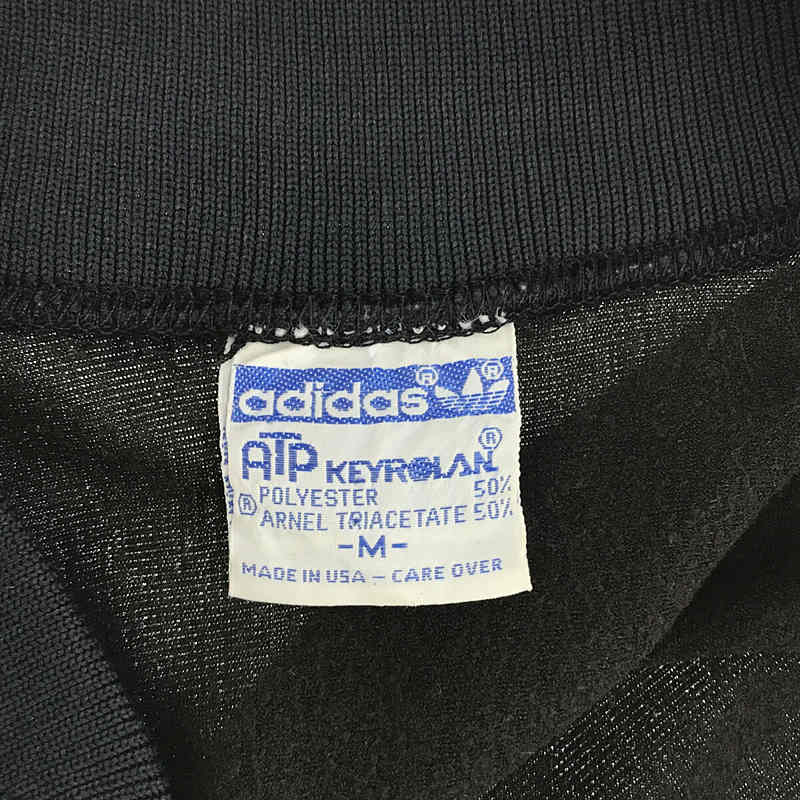 adidas®  ®
ATP KEYROLAN®
POLYESTER 50%
® ARNEL TRIACETATE 50%
-M-
MADE IN USA - CARE OVER